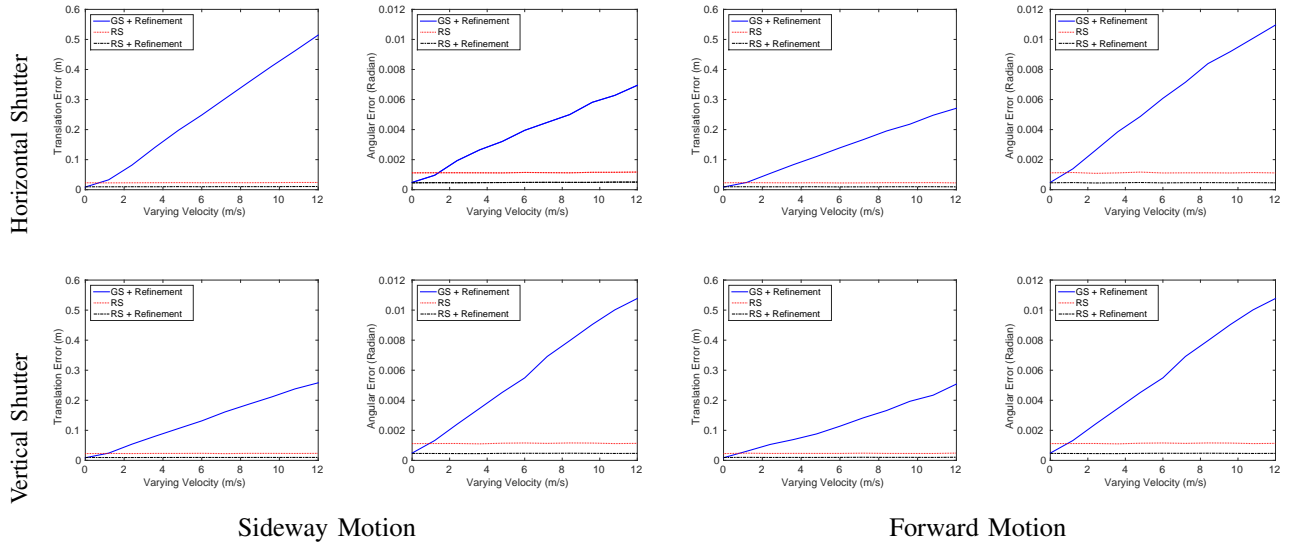 Horizontal Shutter
0.6
0.5
0.4
0.3
0.2
0.1
0
Translation Error (m)
GS + Refinement
RS
RS + Refinement
0 2 4 6 8 10 12
Varying Velocity (m/s)
0.012
0.01
0.008
0.006
0.004
0.002
0
Angular Error (Radian)
GS + Refinement
RS
RS + Refinement
0 2 4 6 8 10 12
Varying Velocity (m/s)
0.6
0.5
0.4
0.3
0.2
0.1
0
Translation Error (m)
GS + Refinement
RS
RS + Refinement
0 2 4 6 8 10 12
Varying Velocity (m/s)
0.012
0.01
0.008
0.006
0.004
0.002
0
Angular Error (Radian)
GS + Refinement
RS
RS + Refinement
0 2 4 6 8 10 12
Varying Velocity (m/s)
Vertical Shutter
0.6
0.5
0.4
0.3
0.2
0.1
0
Translation Error (m)
GS + Refinement
RS
RS + Refinement
0 2 4 6 8 10 12
Varying Velocity (m/s)
0.012
0.01
0.008
0.006
0.004
0.002
0
Angular Error (Radian)
GS + Refinement
RS
RS + Refinement
0 2 4 6 8 10 12
Varying Velocity (m/s)
0.6
0.5
0.4
0.3
0.2
0.1
0
Translation Error (m)
GS + Refinement
RS
RS + Refinement
0 2 4 6 8 10 12
Varying Velocity (m/s)
0.012
0.01
0.008
0.006
0.004
0.002
0
Angular Error (Radian)
GS + Refinement
RS
RS + Refinement
0 2 4 6 8 10 12
Varying Velocity (m/s)
Sideway Motion
Forward Motion